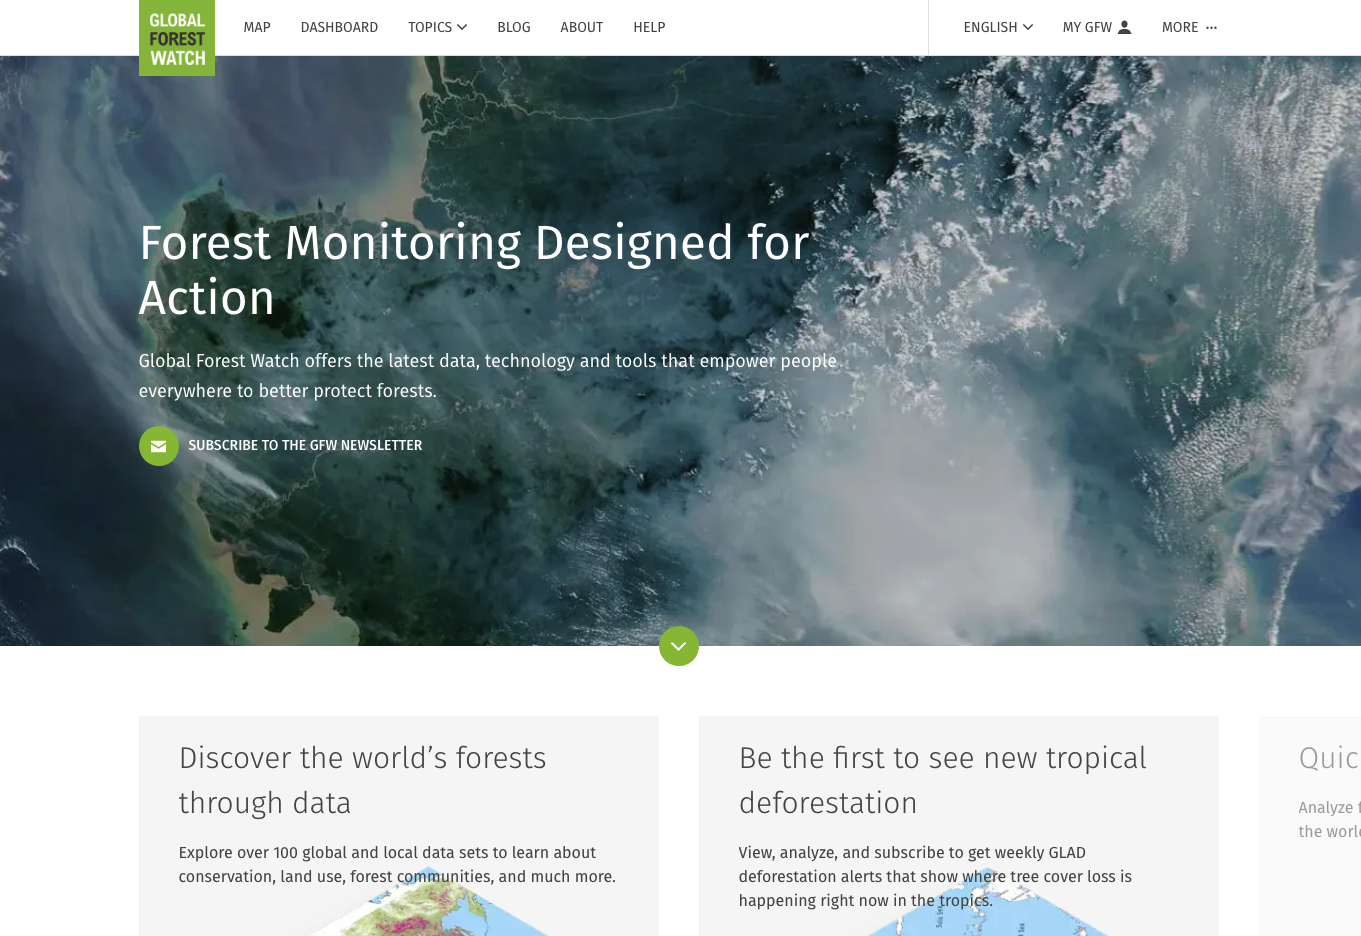 GLOBAL
FOREST
WATCH
MAP DASHBOARD TOPICS BLOG ABOUT HELP ENGLISH MY GFW MORE
Forest Monitoring Designed for
Action
Global Forest Watch offers the latest data, technology and tools that empower people
everywhere to better protect forests.
SUBSCRIBE TO THE GFW NEWSLETTER
Discover the world’s forests
through data
Explore over 100 global and local data sets to learn about
conservation, land use, forest communities, and much more.
Be the first to see new tropical
deforestation
View, analyze, and subscribe to get weekly GLAD
deforestation alerts that show where tree cover loss is
happening right now in the tropics.
Quic
Analyze f
the worl